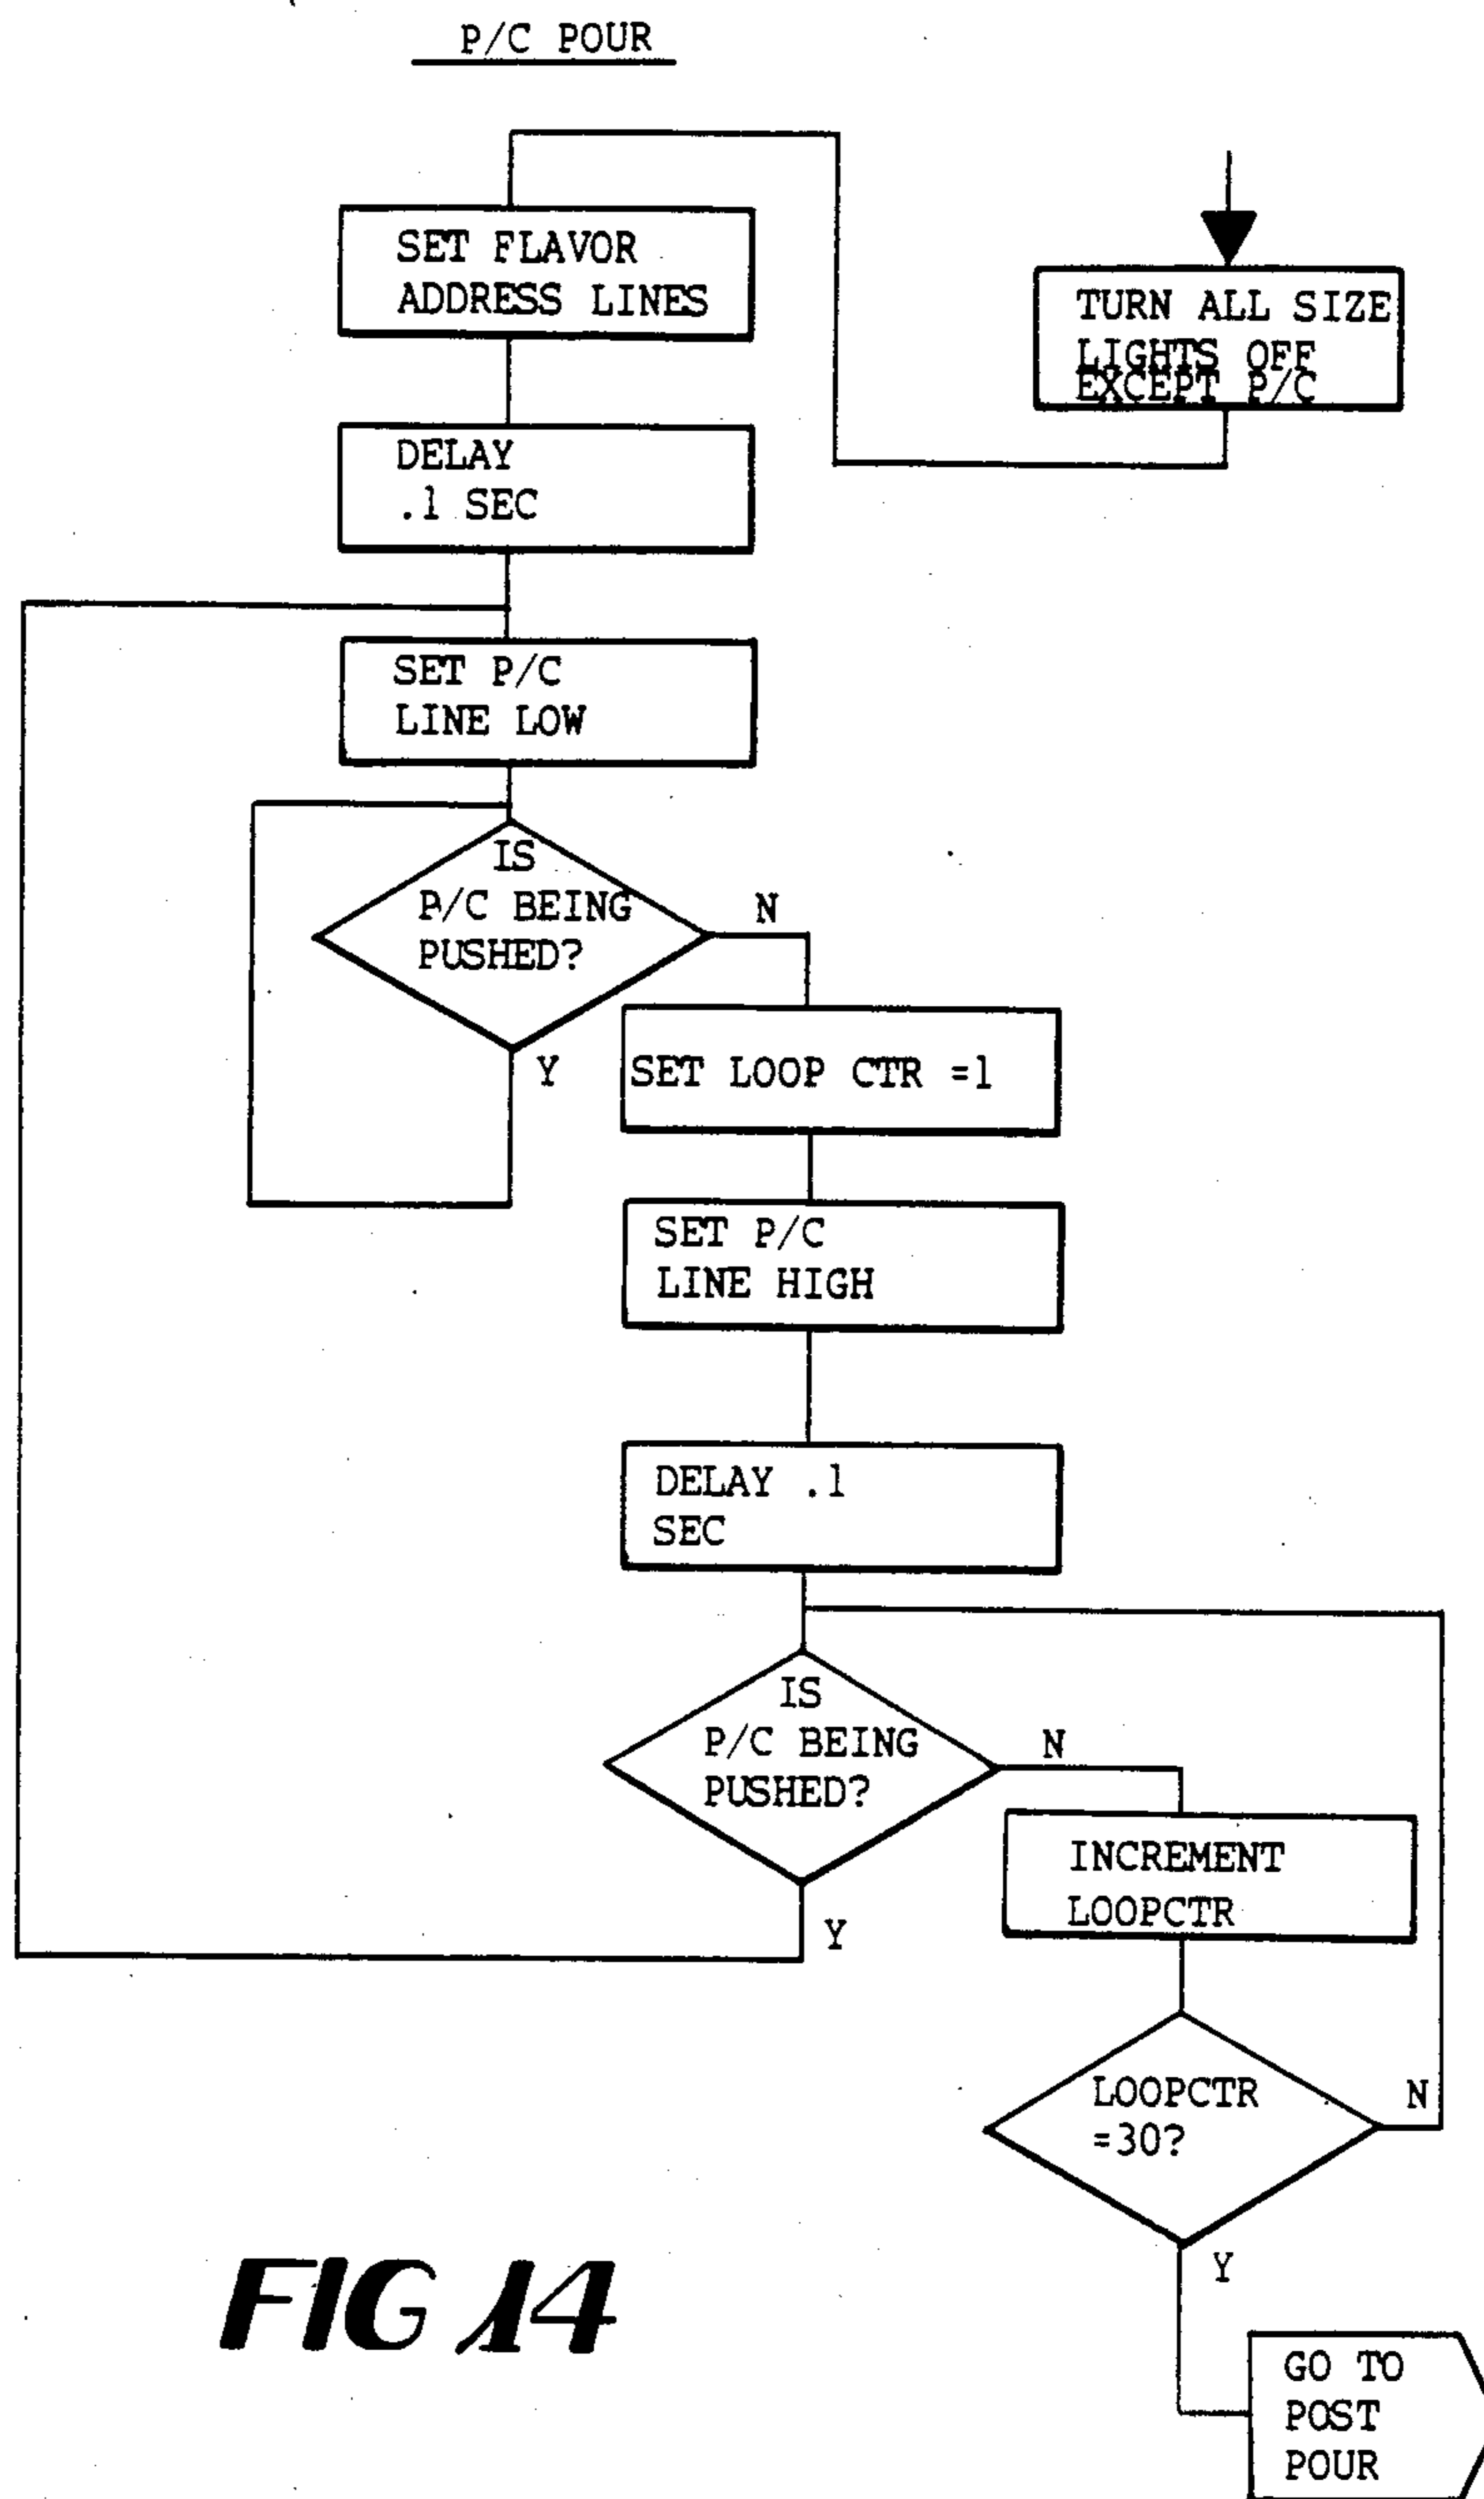 P/C POUR
TURN ALL SIZE
LIGHTS OFF
EXCEPT P/C
SET FLAVOR
ADDRESS LINES
DELAY
.1 SEC
SET P/C
LINE LOW
IS
P/C BEING
PUSHED?
N
Y
SET LOOP CTR =1
SET P/C
LINE HIGH
DELAY .1
SEC
IS
P/C BEING
PUSHED?
N
Y
INCREMENT
LOOPCTR
LOOPCTR
=30?
N
Y
GO TO
POST
POUR
FIG 14